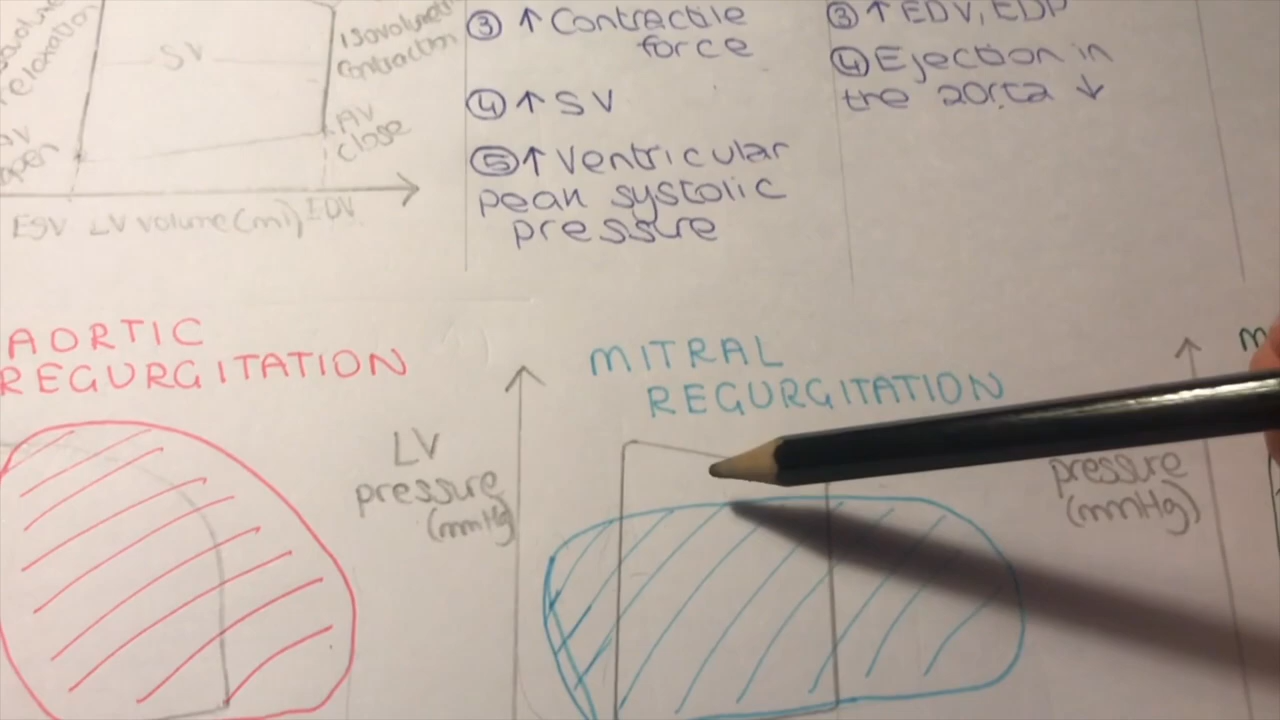 SV
isovolumetric
contraction
AV
close
open
ESV LV volume (ml) EDV
③ ↑ Contractile
force
④ ↑ SV
⑤ ↑ Ventricular
peak systolic
pressure
③ ↑ EDV, EDP
④ Ejection in
the aorta ↓
AORTIC
REGURGITATION
LV
pressure
(mmHg)
MITRAL
REGURGITATION
pressure
(mmHg)
M